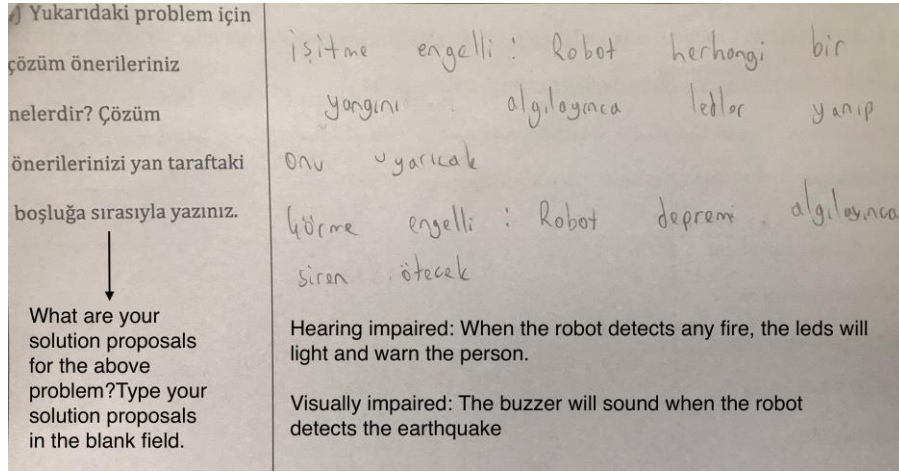 ) Yukarıdaki problem için
çözüm önerileriniz
nelerdir? Çözüm
önerilerinizi yan taraftaki
boşluğa sırasıyla yazınız.
What are your
solution proposals
for the above
problem?Type your
solution proposals
in the blank field.
işitme engelli : Robot herhangi bir
yangını algılayınca ledler yanıp
onu uyarıcak
Görme engelli : Robot depremi algılayınca
siren ötecek
Hearing impaired: When the robot detects any fire, the leds will
light and warn the person.
Visually impaired: The buzzer will sound when the robot
detects the earthquake